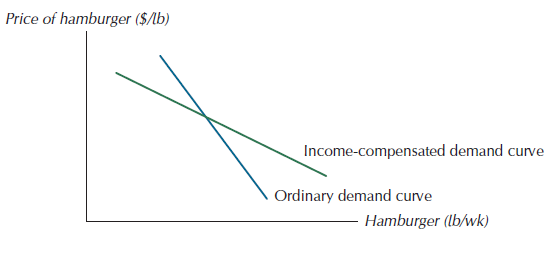 Price of hamburger ($/lb)
Income-compensated demand curve
Ordinary demand curve
Hamburger (lb/wk)